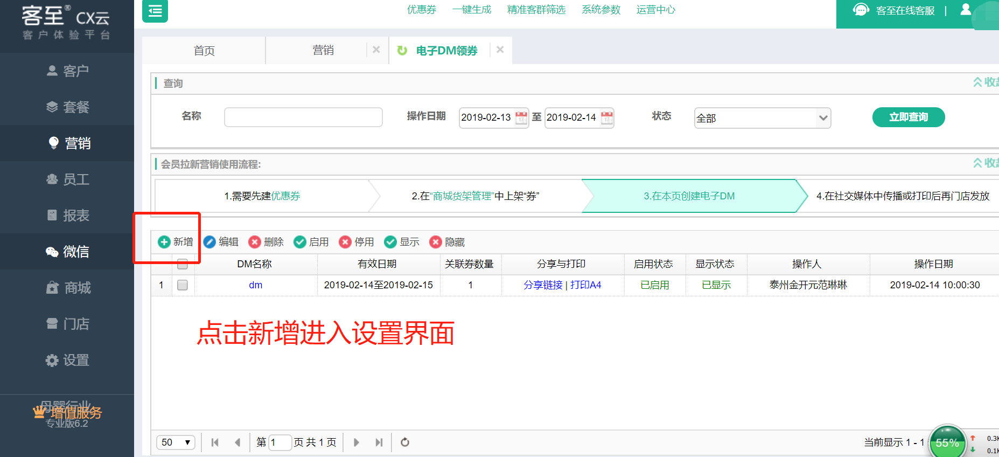 客至® CX云
客户体验平台
优惠券 一键生成 精准客群筛选 系统参数 运营中心
客至在线客服 |
首页 营销 电子DM领券
客户
套餐
营销
员工
报表
微信
商城
门店
设置
母婴行业
增值服务
专业版6.2
查询 收起
名称 操作日期 2019-02-13 至 2019-02-14 状态 全部 立即查询
会员拉新营销使用流程: 收起
1.需要先建优惠券 2.在“商城货架管理”中上架“券” 3.在本页创建电子DM 4.在社交媒体中传播或打印后再门店发放
新增 编辑 删除 启用 停用 显示 隐藏
DM名称 有效日期 关联券数量 分享与打印 启用状态 显示状态 操作人 操作日期
1 dm 2019-02-14至2019-02-15 1 分享链接 | 打印A4 已启用 已显示 泰州金开元范琳琳 2019-02-14 10:00:30
点击新增进入设置界面
50 第 1 页 共 1 页 当前显示 1 - 1
55% 0.3K
0.1K